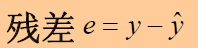 残差 e = y − ŷ